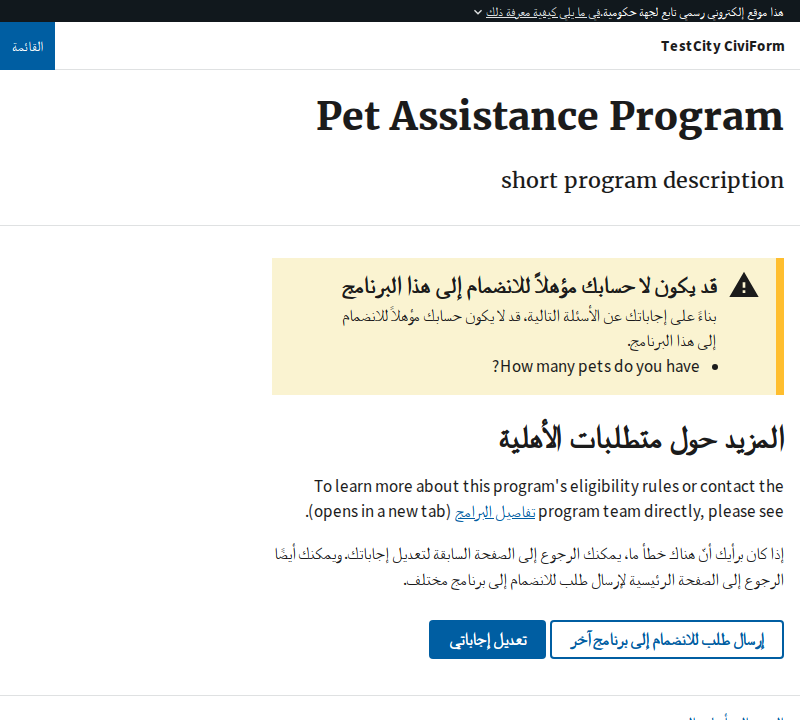 هذا موقع إلكتروني رسمي تابع لجهة حكومية. في ما يلي كيفية معرفة ذلك
TestCity CiviForm
القائمة
Pet Assistance Program
short program description
قد يكون لا حسابك مؤهلاً للانضمام إلى هذا البرنامج
بناءً على إجاباتك عن الأسئلة التالية، قد لا يكون حسابك مؤهلاً للانضمام
إلى هذا البرنامج.
How many pets do you have?
المزيد حول متطلبات الأهلية
To learn more about this program's eligibility rules or contact the
program team directly, please see تفاصيل البرامج (opens in a new tab).
إذا كان برأيك أنّ هناك خطأ ما، يمكنك الرجوع إلى الصفحة السابقة لتعديل إجاباتك. ويمكنك أيضًا
الرجوع إلى الصفحة الرئيسية لإرسال طلب للانضمام إلى برنامج مختلف.
إرسال طلب للانضمام إلى برنامج آخر
تعديل إجاباتي